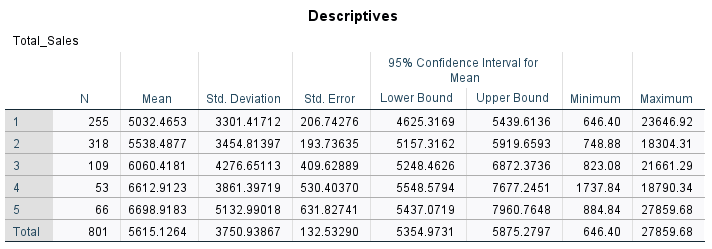 Descriptives
Total_Sales
95% Confidence Interval for
Mean
N Mean Std. Deviation Std. Error Lower Bound Upper Bound Minimum Maximum
1 255 5032.4653 3301.41712 206.74276 4625.3169 5439.6136 646.40 23646.92
2 318 5538.4877 3454.81397 193.73635 5157.3162 5919.6593 748.88 18304.31
3 109 6060.4181 4276.65113 409.62889 5248.4626 6872.3736 823.08 21661.29
4 53 6612.9123 3861.39719 530.40370 5548.5794 7677.2451 1737.84 18790.34
5 66 6698.9183 5132.99018 631.82741 5437.0719 7960.7648 884.84 27859.68
Total 801 5615.1264 3750.93867 132.53290 5354.9731 5875.2797 646.40 27859.68